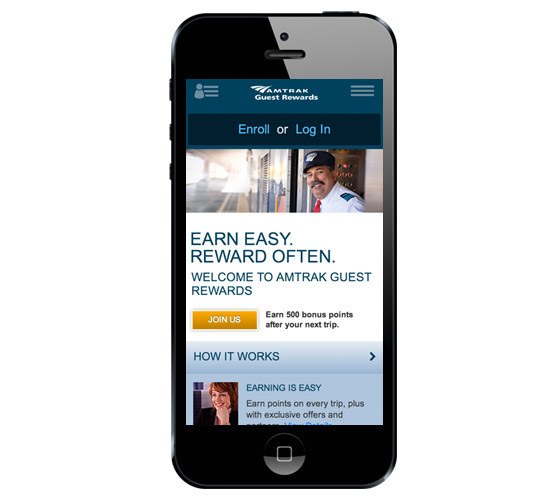 AMTRAK
Guest Rewards
Enroll or Log In
EARN EASY.
REWARD OFTEN.
WELCOME TO AMTRAK GUEST
REWARDS
JOIN US
Earn 500 bonus points
after your next trip.
HOW IT WORKS
EARNING IS EASY
Earn points on every trip, plus
with exclusive offers and
partners. View Details